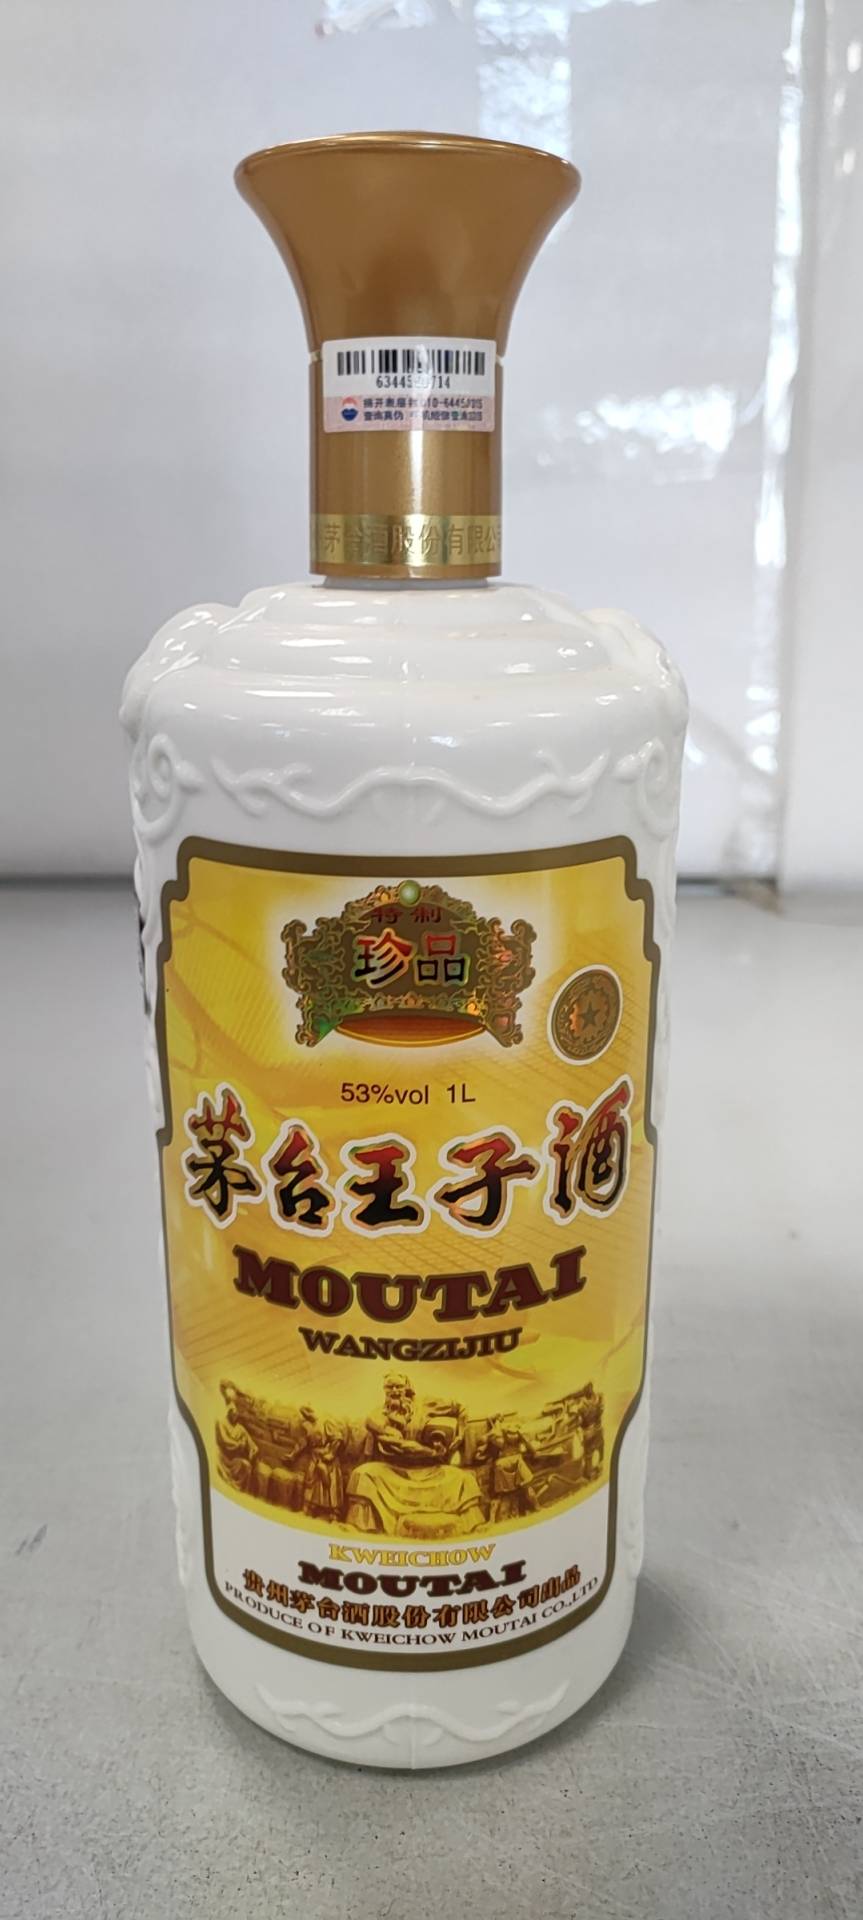 茅台酒股份有限公
特制
珍品
53%vol 1L
茅台王子酒
MOUTAI
WANGZIJIU
KWEICHOW
MOUTAI
贵州茅台酒股份有限公司出品
PRODUCE OF KWEICHOW MOUTAI CO.,LTD